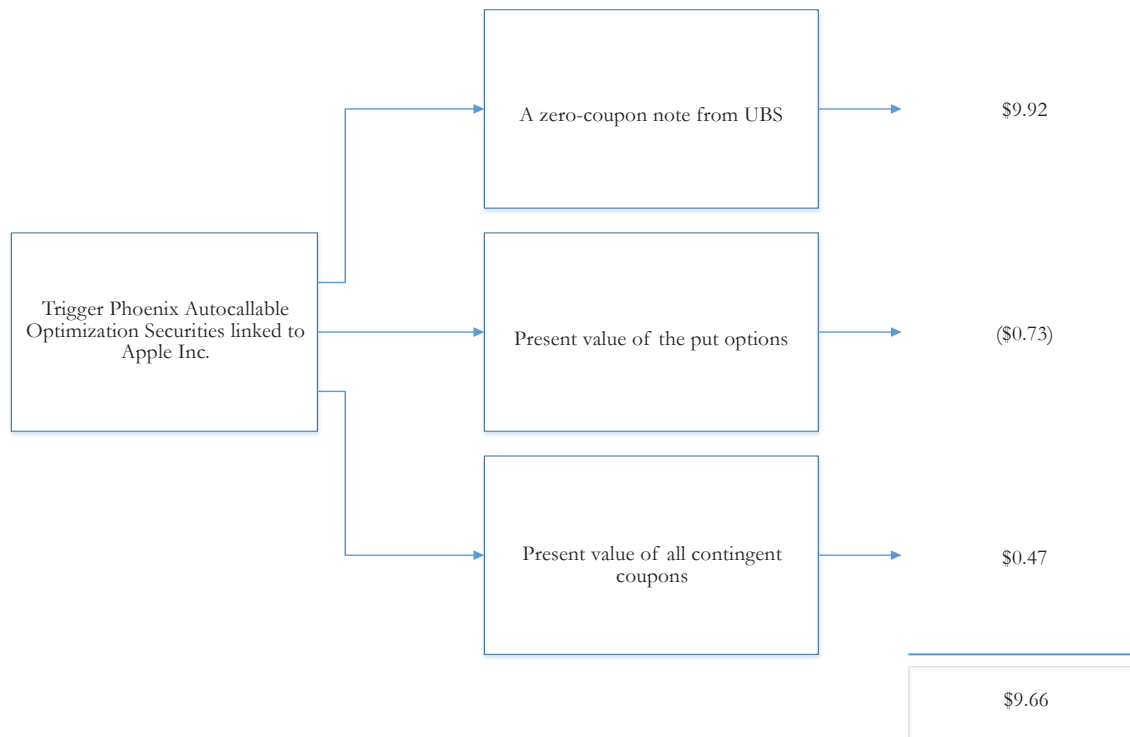 A zero-coupon note from UBS
$9.92
Trigger Phoenix Autocallable
Optimization Securities linked to
Apple Inc.
Present value of the put options
($0.73)
Present value of all contingent
coupons
$0.47
$9.66